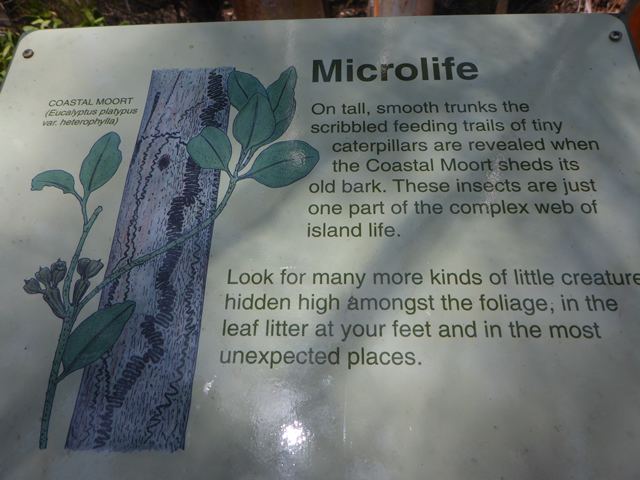 Microlife
COASTAL MOORT
(Eucalyptus platypus
var. heterophylla)
On tall, smooth trunks the
scribbled feeding trails of tiny
caterpillars are revealed when
the Coastal Moort sheds its
old bark. These insects are just
one part of the complex web of
island life.
Look for many more kinds of little creature
hidden high amongst the foliage, in the
leaf litter at your feet and in the most
unexpected places.